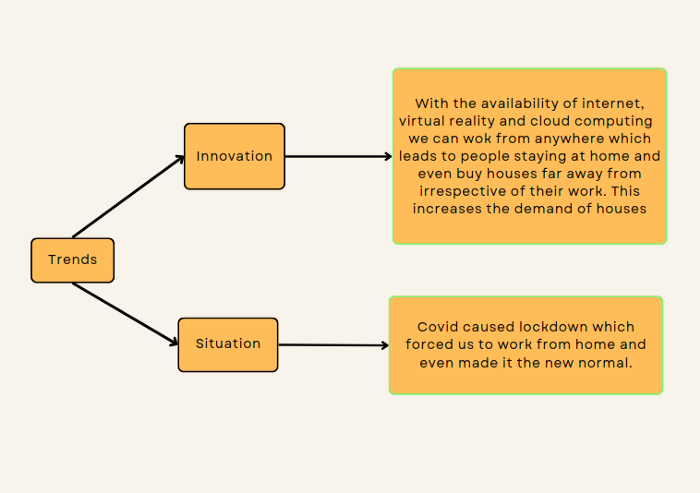 With the availability of internet,
virtual reality and cloud computing
we can wok from anywhere which
leads to people staying at home and
even buy houses far away from
irrespective of their work. This
increases the demand of houses
Innovation
Trends
Situation
Covid caused lockdown which
forced us to work from home and
even made it the new normal.